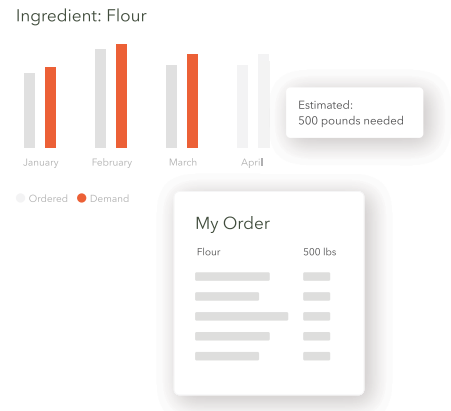 Ingredient: Flour
Estimated:
500 pounds needed
January February March April
Ordered Demand
My Order
Flour 500 lbs